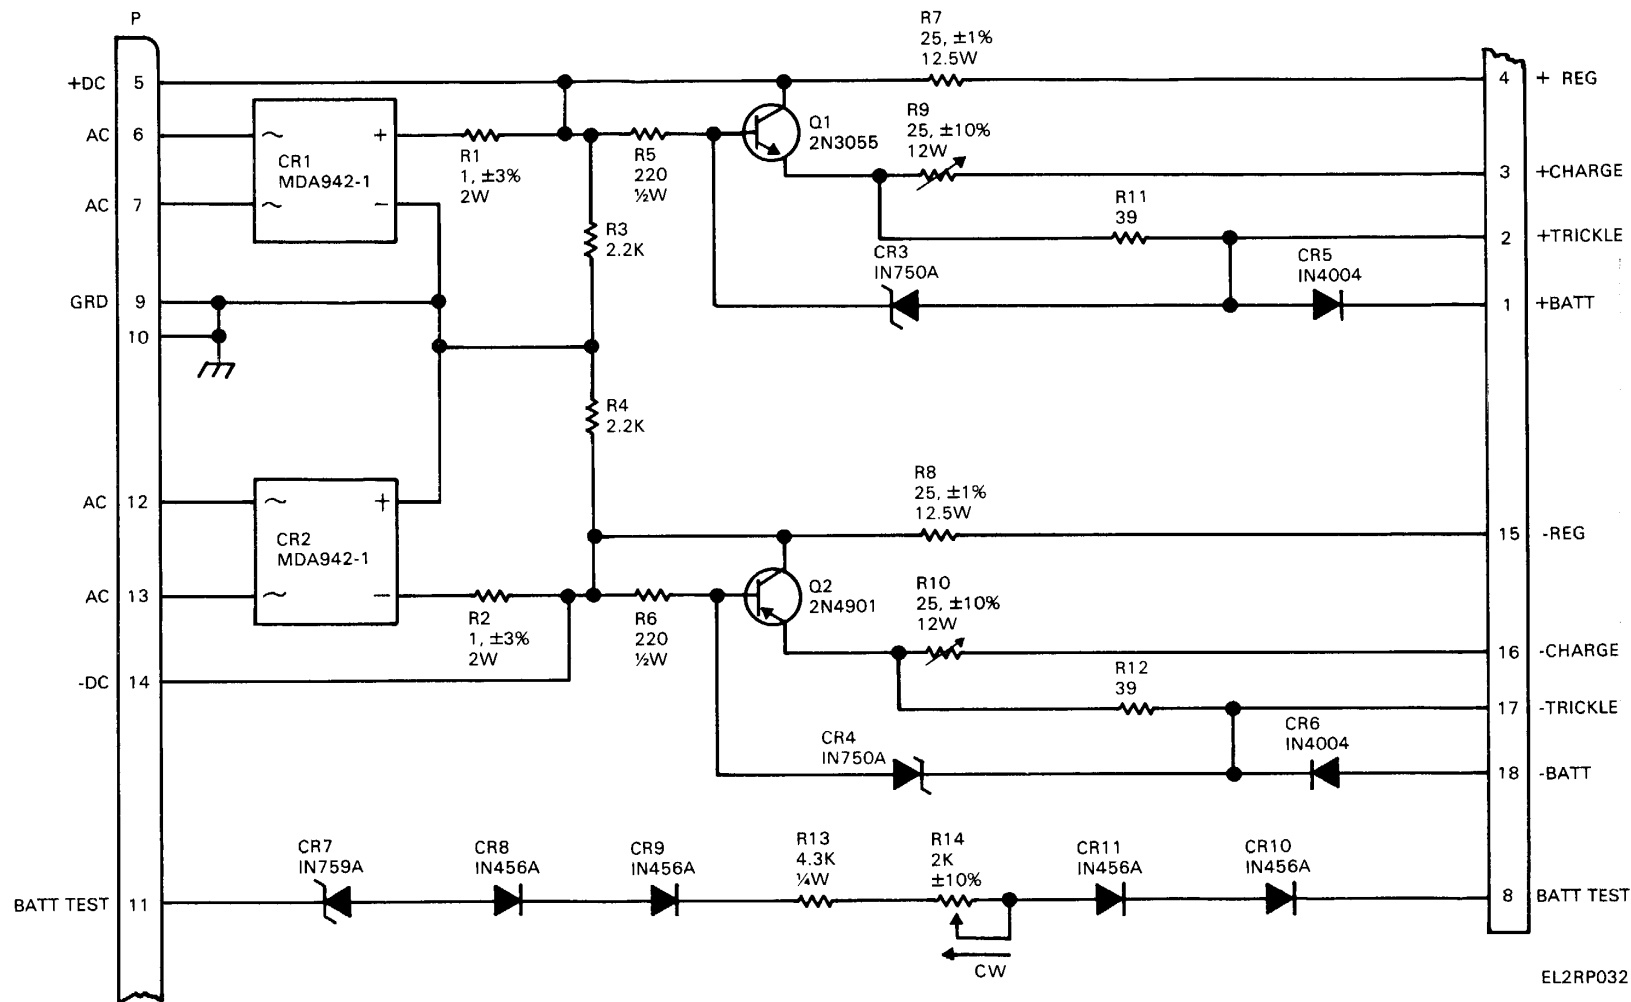 P
+DC 5
AC 6
AC 7
GRD 9
10
AC 12
AC 13
-DC 14
BATT TEST 11
~ +
CR1
MDA942-1
~ −
R1
1, ±3%
2W
R3
2.2K
R4
2.2K
R5
220
½W
Q1
2N3055
R7
25, ±1%
12.5W
R9
25, ±10%
12W
R11
39
CR3
IN750A
CR5
IN4004
4 + REG
3 +CHARGE
2 +TRICKLE
1 +BATT
~ +
CR2
MDA942-1
~ −
R2
1, ±3%
2W
R6
220
½W
Q2
2N4901
R8
25, ±1%
12.5W
R10
25, ±10%
12W
R12
39
CR4
IN750A
CR6
IN4004
15 -REG
16 -CHARGE
17 -TRICKLE
18 -BATT
CR7
IN759A
CR8
IN456A
CR9
IN456A
R13
4.3K
¼W
R14
2K
±10%
CW
CR11
IN456A
CR10
IN456A
8 BATT TEST
EL2RP032